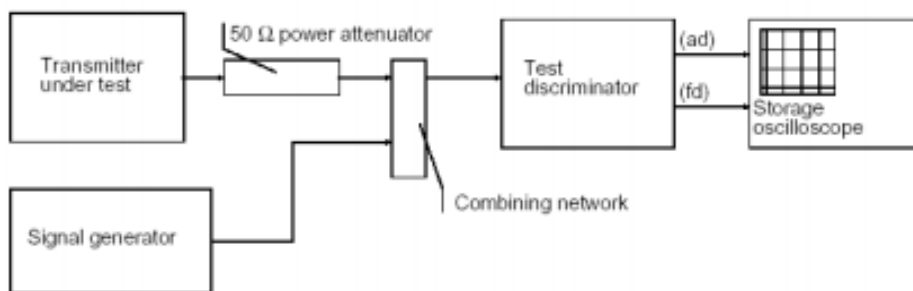 50 Ω power attenuator
Transmitter
under test
Test
discriminator
(ad)
(fd)
Storage
oscilloscope
Combining network
Signal generator